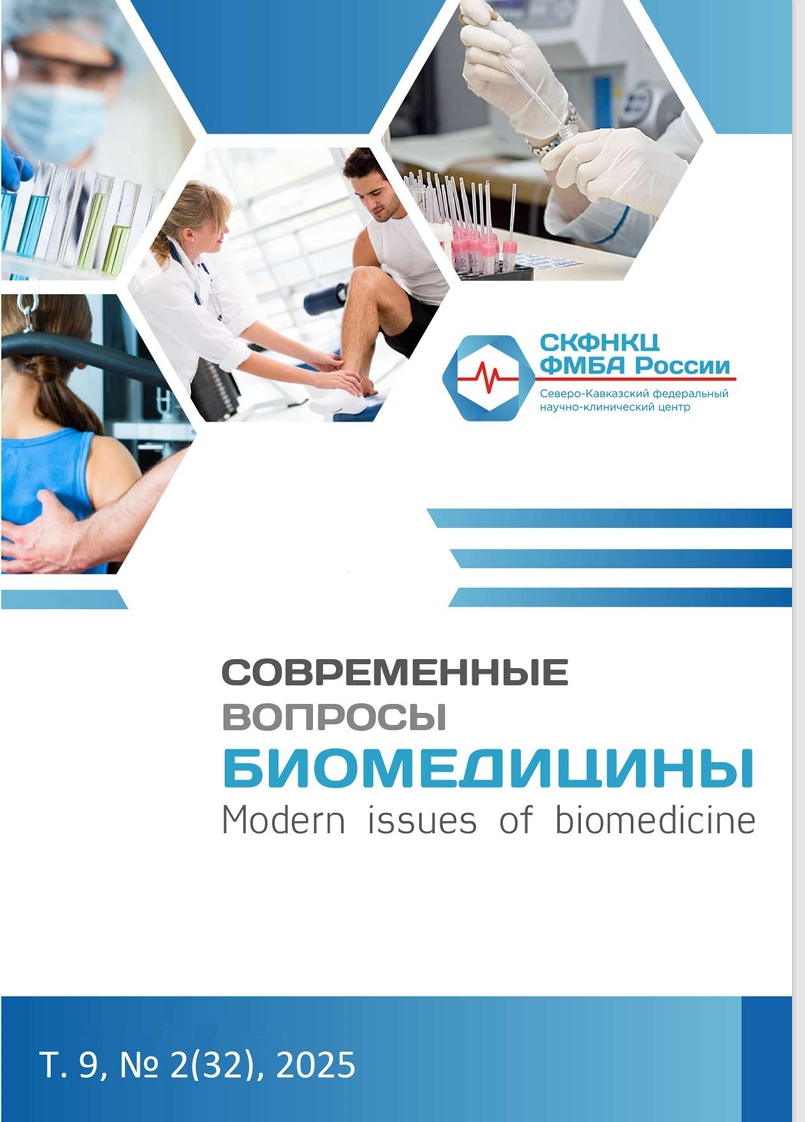 СКФНКЦ
ФМБА России
Северо-Кавказский федеральный
научно-клинический центр
СОВРЕМЕННЫЕ
ВОПРОСЫ
БИОМЕДИЦИНЫ
Modern issues of biomedicine
Т. 9, № 2(32), 2025